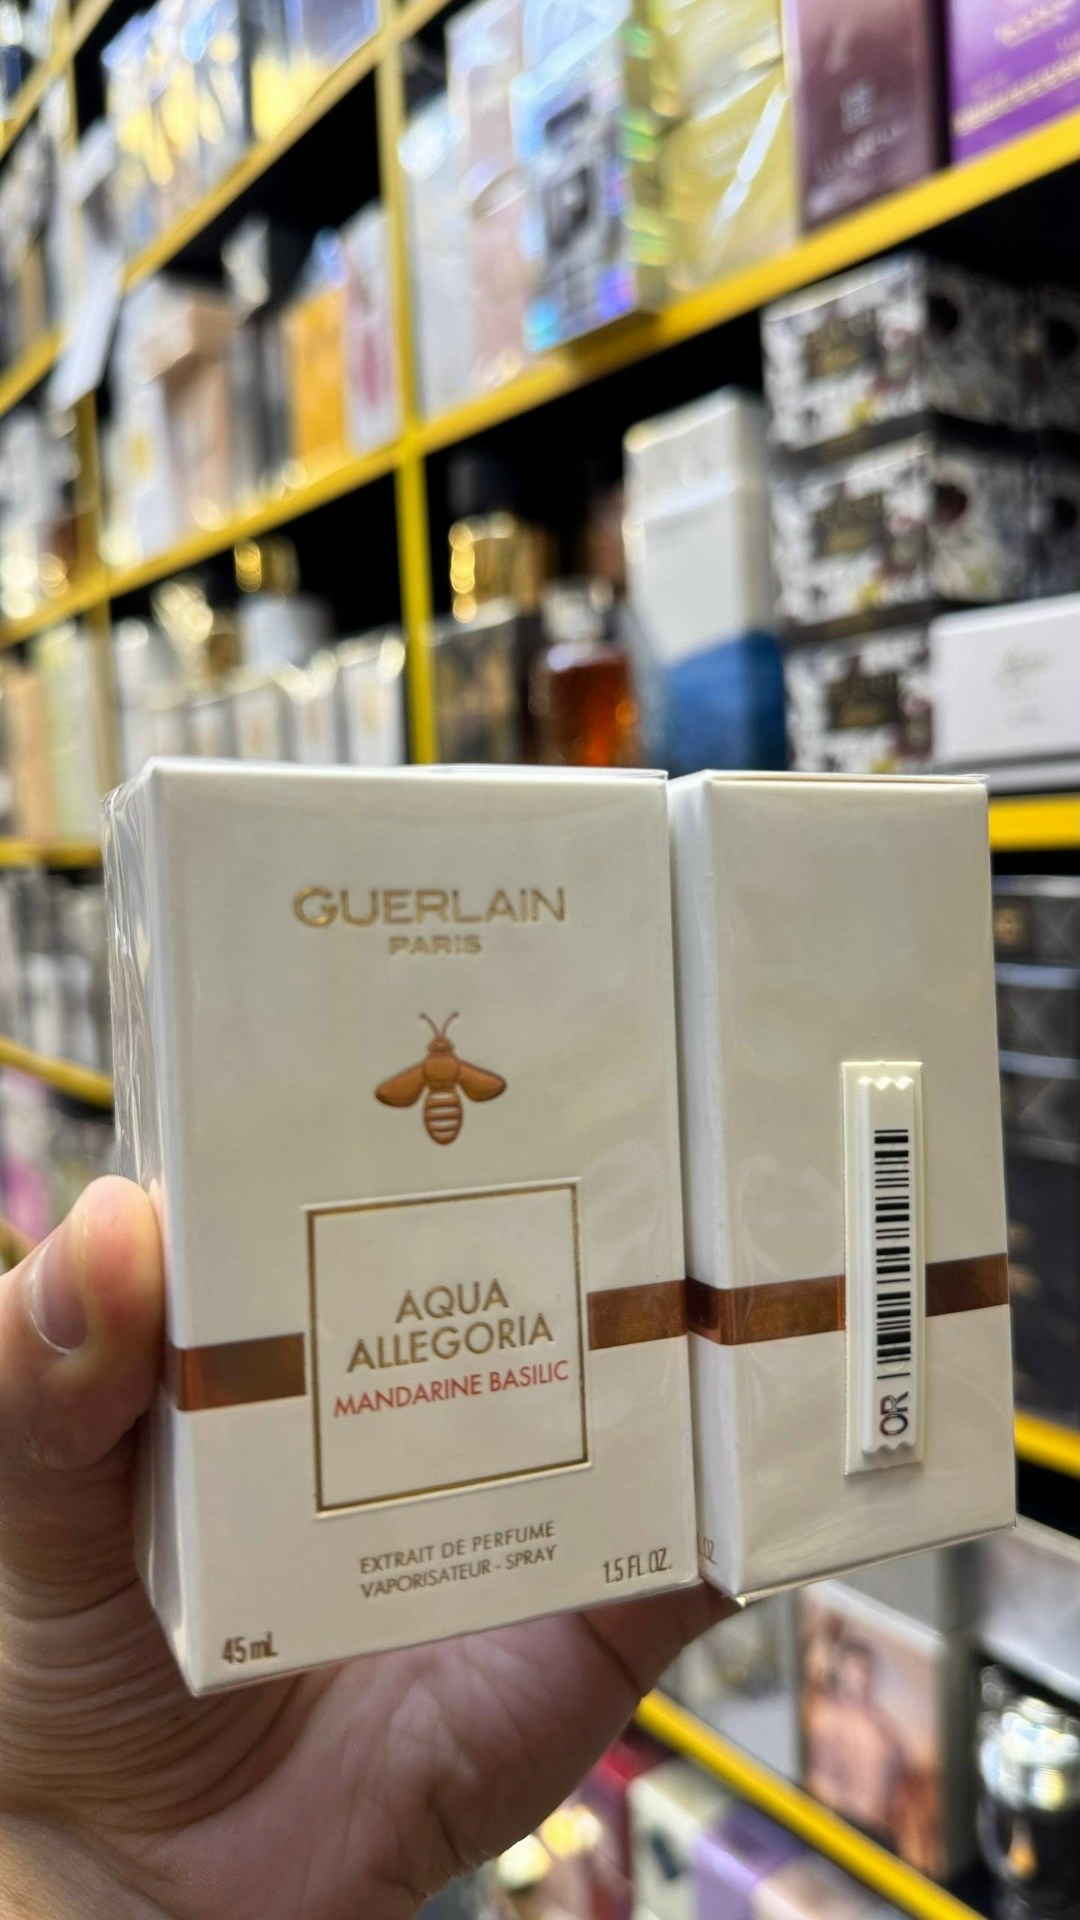 GUERLAIN
PARIS
AQUA
ALLEGORIA
MANDARINE BASILIC
EXTRAIT DE PERFUME
VAPORISATEUR - SPRAY
1.5 FL.OZ.
45 mL
OR